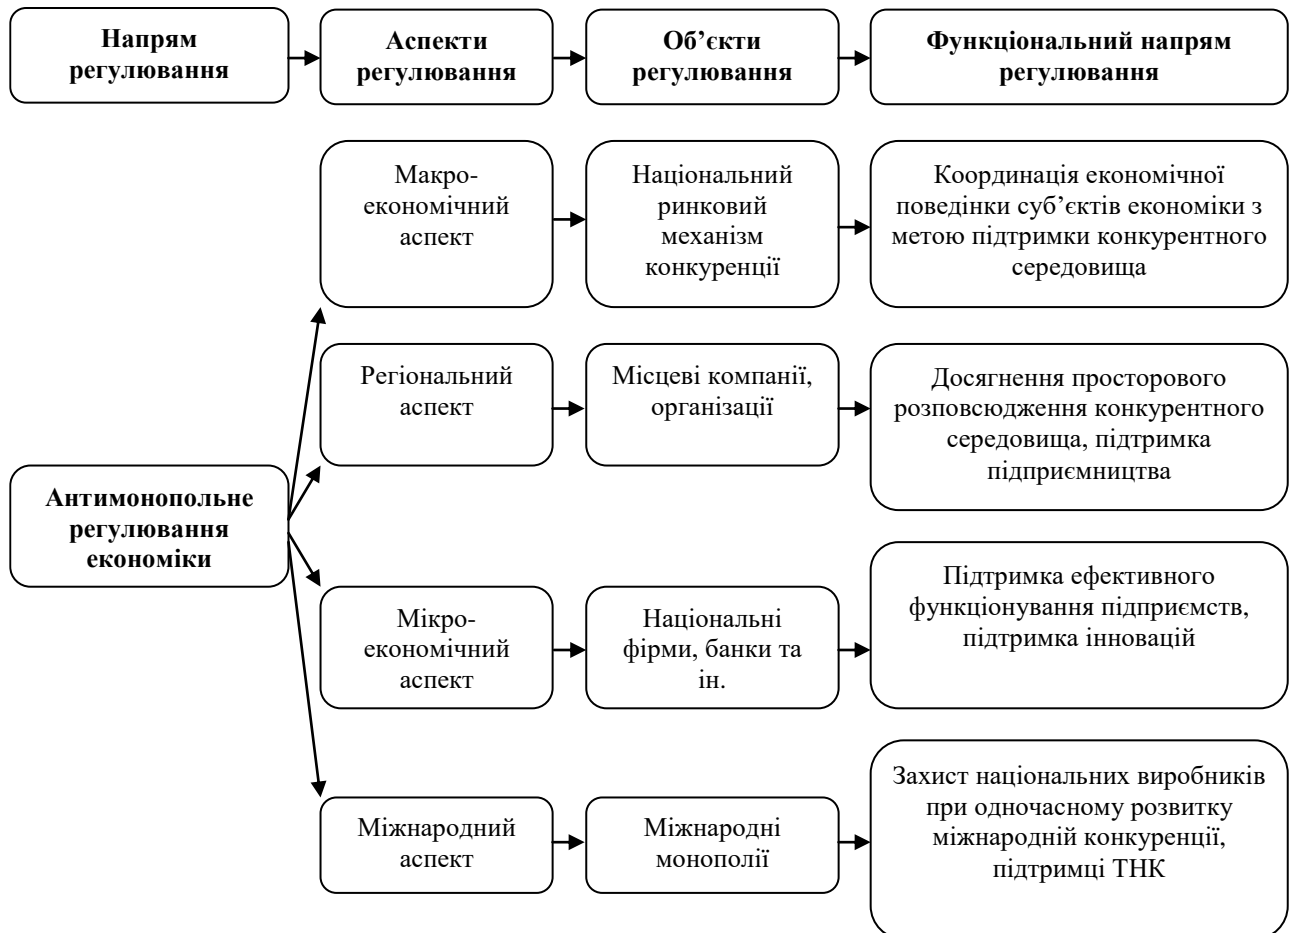 Напрям
регулювання
Аспекти
регулювання
Об’єкти
регулювання
Функціональний напрям
регулювання
Макро-
економічний
аспект
Національний
ринковий
механізм
конкуренції
Координація економічної
поведінки суб’єктів економіки з
метою підтримки конкурентного
середовища
Регіональний
аспект
Місцеві компанії,
організації
Досягнення просторового
розповсюдження конкурентного
середовища, підтримка
підприємництва
Антимонопольне
регулювання
економіки
Мікро-
економічний
аспект
Національні
фірми, банки та
ін.
Підтримка ефективного
функціонування підприємств,
підтримка інновацій
Міжнародний
аспект
Міжнародні
монополії
Захист національних виробників
при одночасному розвитку
міжнародній конкуренції,
підтримці ТНК